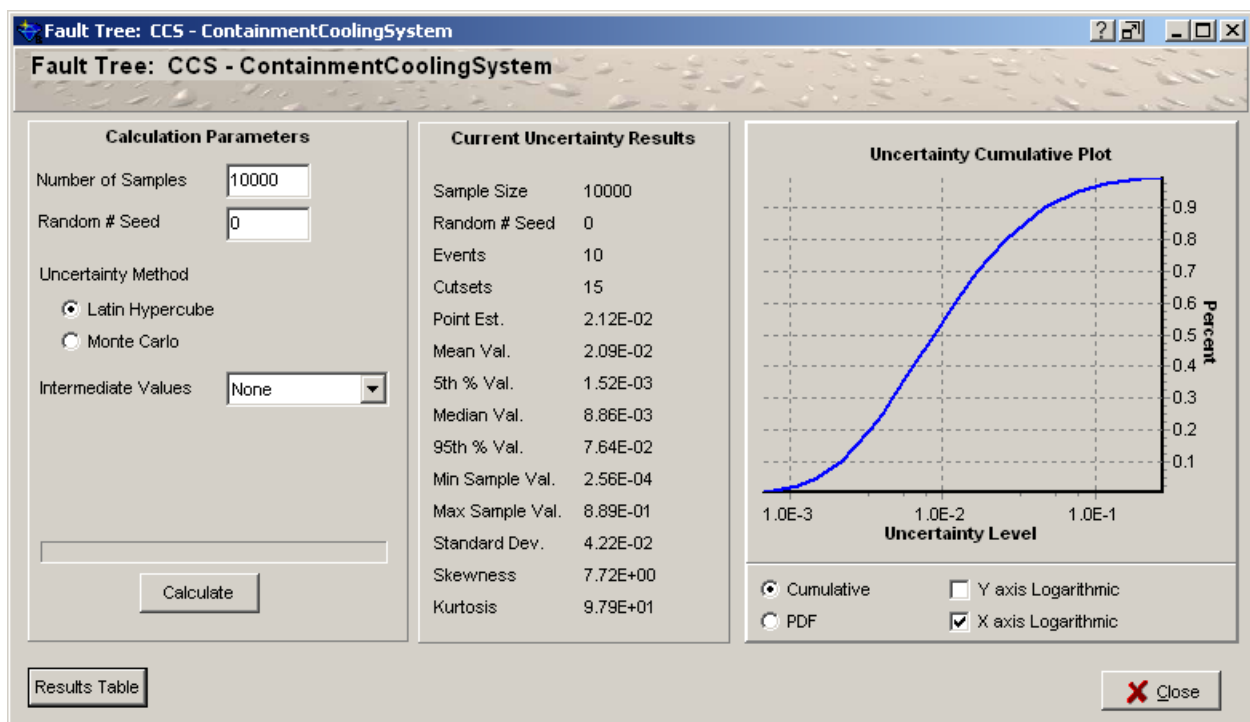 Fault Tree: CCS - ContainmentCoolingSystem
Fault Tree: CCS - ContainmentCoolingSystem
Calculation Parameters
Number of Samples 10000
Random # Seed 0
Uncertainty Method
Latin Hypercube
Monte Carlo
Intermediate Values None
Calculate
Current Uncertainty Results
Sample Size 10000
Random # Seed 0
Events 10
Cutsets 15
Point Est. 2.12E-02
Mean Val. 2.09E-02
5th % Val. 1.52E-03
Median Val. 8.86E-03
95th % Val. 7.64E-02
Min Sample Val. 2.56E-04
Max Sample Val. 8.89E-01
Standard Dev. 4.22E-02
Skewness 7.72E+00
Kurtosis 9.79E+01
Uncertainty Cumulative Plot
0.9
0.8
0.7
0.6
0.5
0.4
0.3
0.2
0.1
Percent
1.0E-3 1.0E-2 1.0E-1
Uncertainty Level
Cumulative Y axis Logarithmic
PDF X axis Logarithmic
Results Table
Close